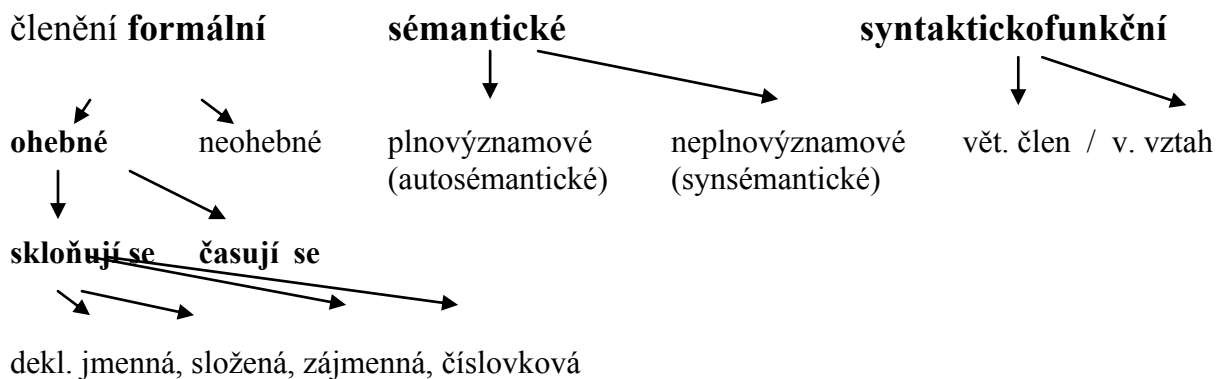 členění formální sémantické syntaktickofunkční
ohebné neohebné plnovýznamové neplnovýznamové vět. člen / v. vztah
(autosémantické) (synsémantické)
skloňují se časují se
dekl. jmenná, složená, zájmenná, číslovková